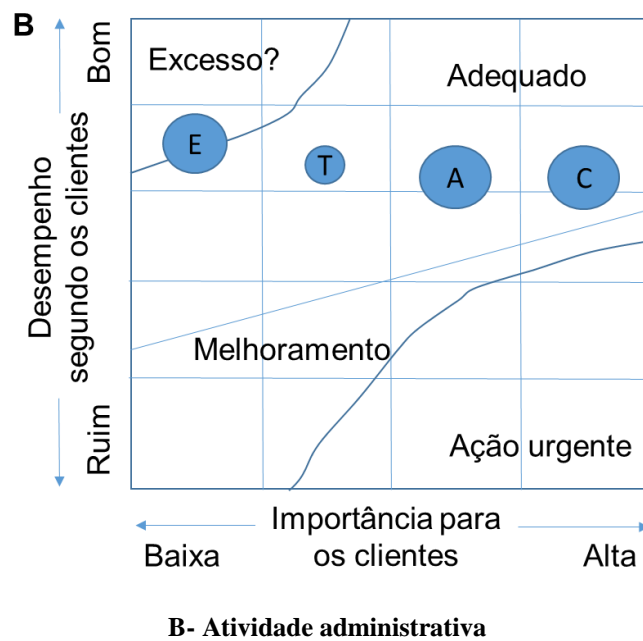 B
Bom
Excesso?
Adequado
E
T
A
C
Desempenho
segundo os clientes
Melhoramento
Ruim
Ação urgente
Importância para
os clientes
Baixa
Alta
B- Atividade administrativa